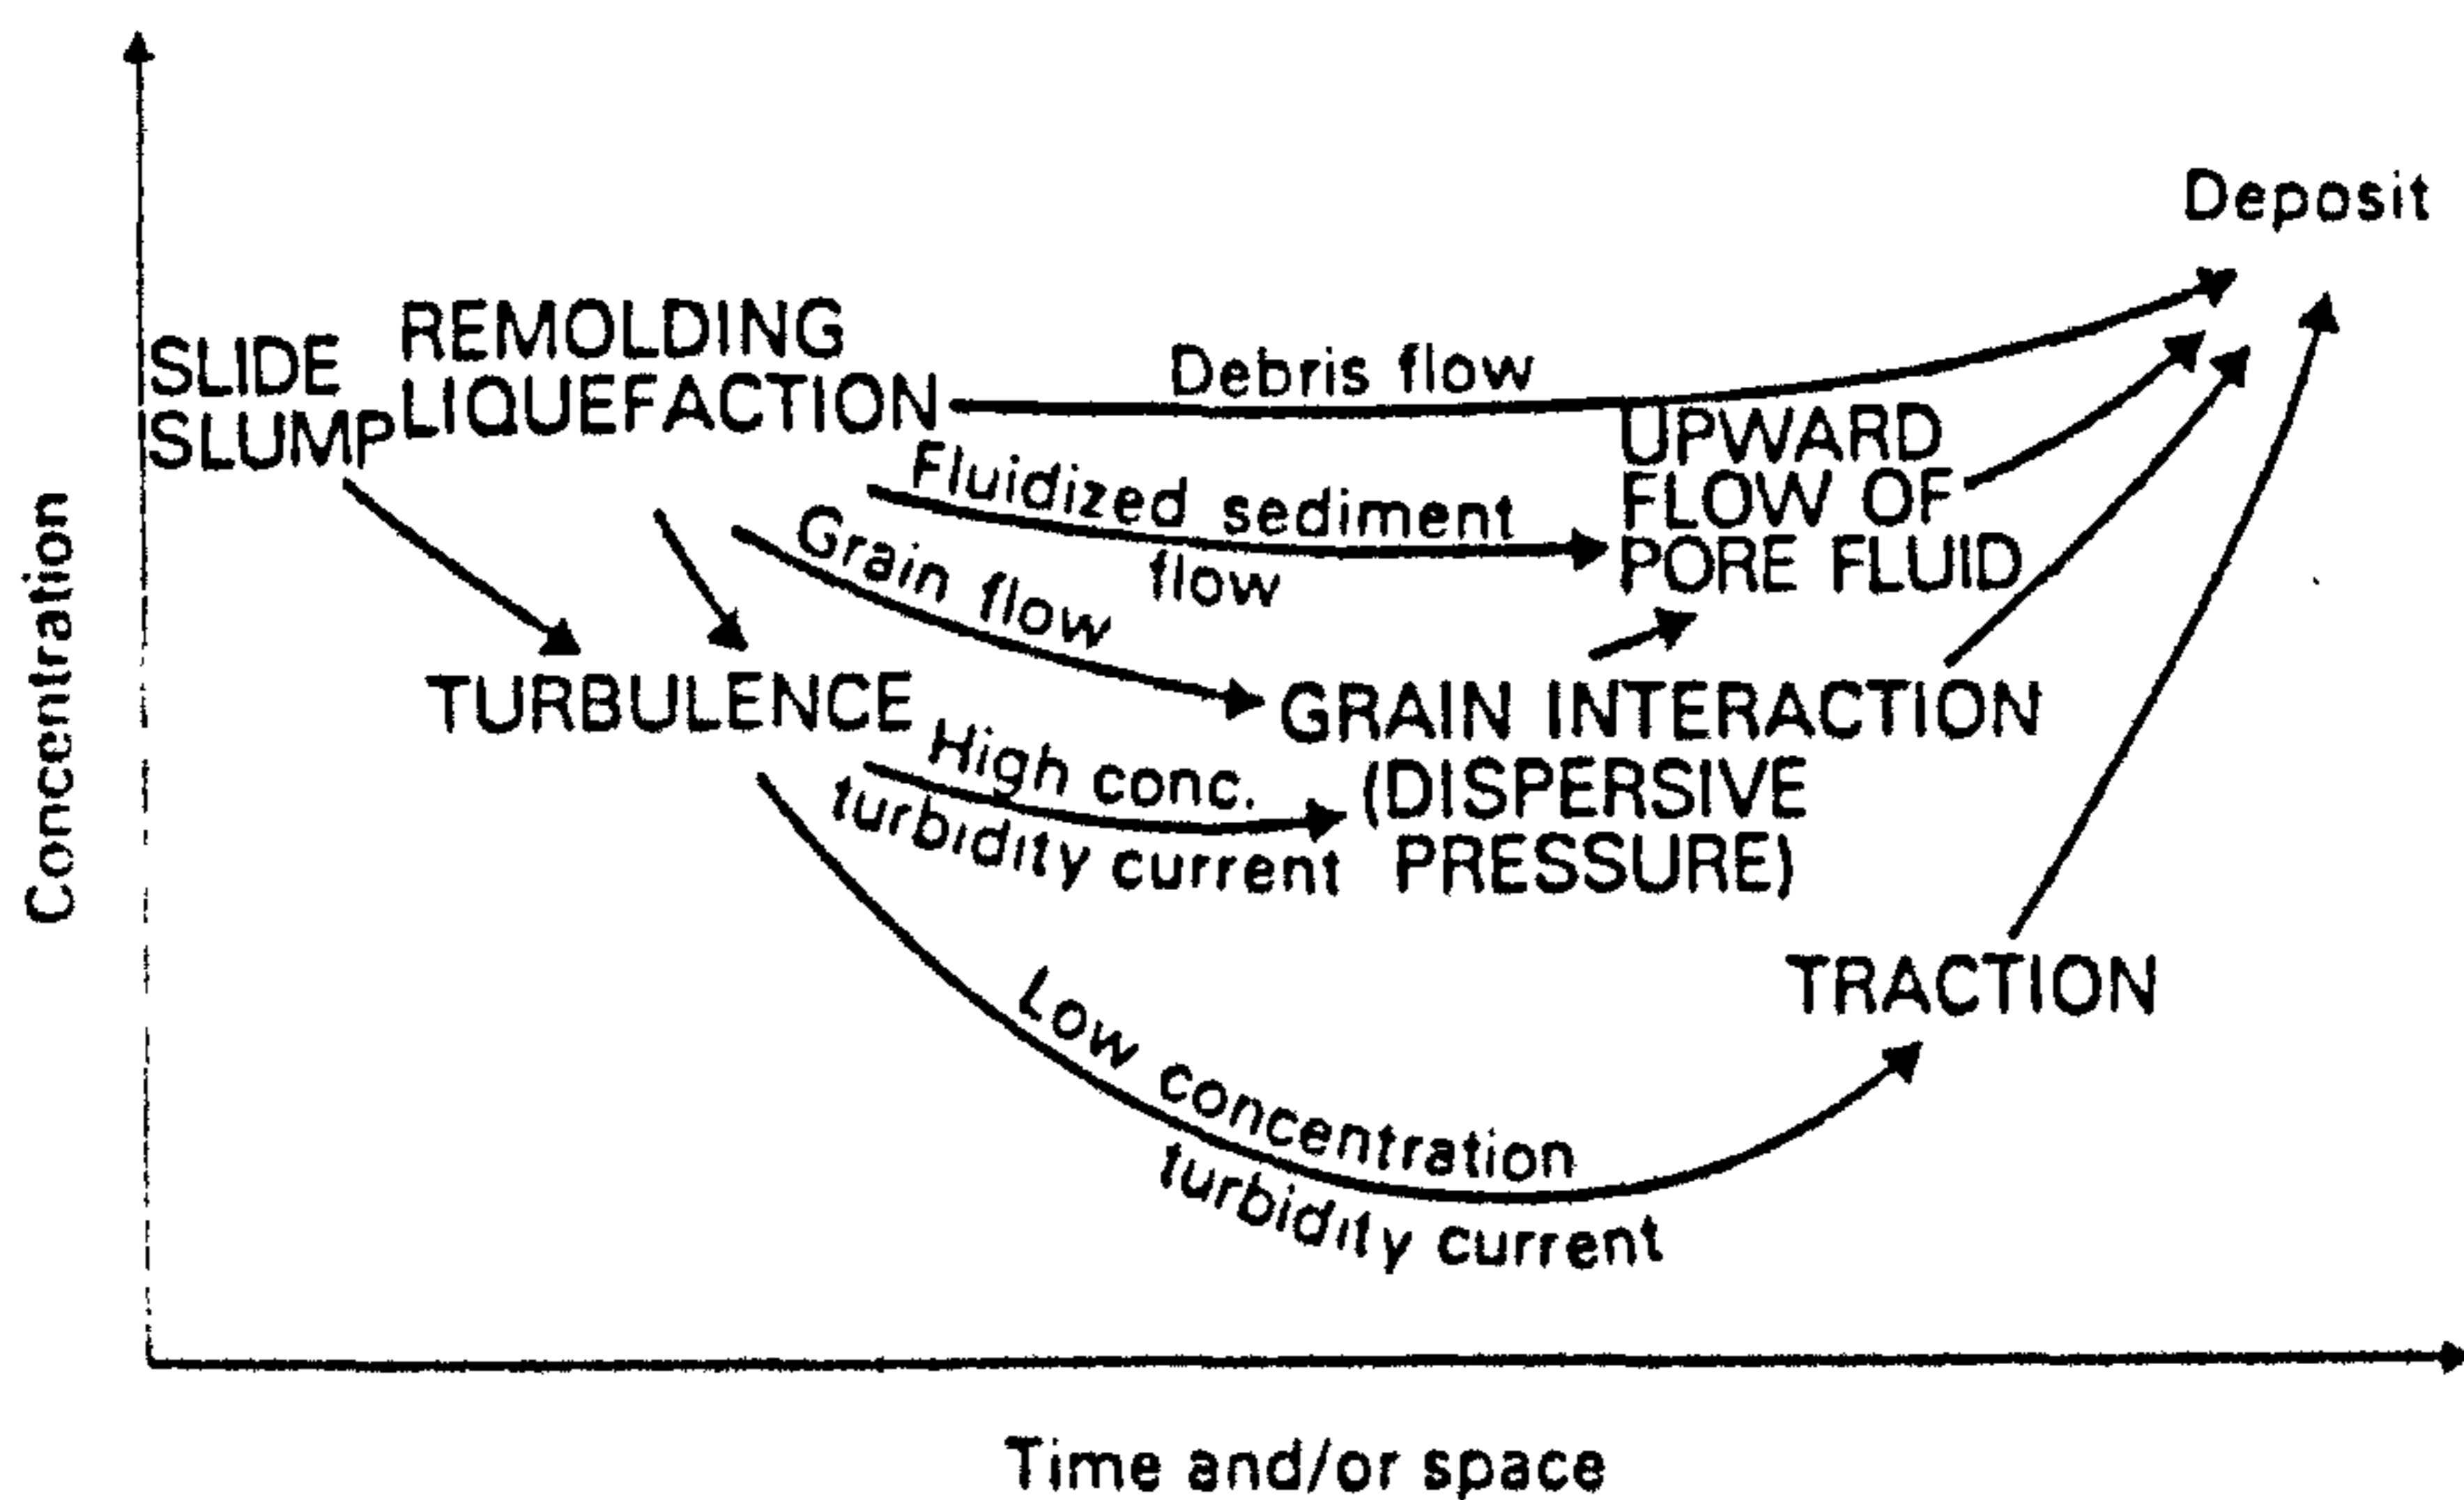 Deposit
REMOLDING
SLIDE
LIQUEFACTION
SLUMP
Debris flow
UPWARD
FLOW OF
PORE FLUID
Fluidized sediment
flow
Grain flow
TURBULENCE
GRAIN INTERACTION
(DISPERSIVE
PRESSURE)
High conc.
turbidity current
TRACTION
Low concentration
turbidity current
Concentration
Time and/or space